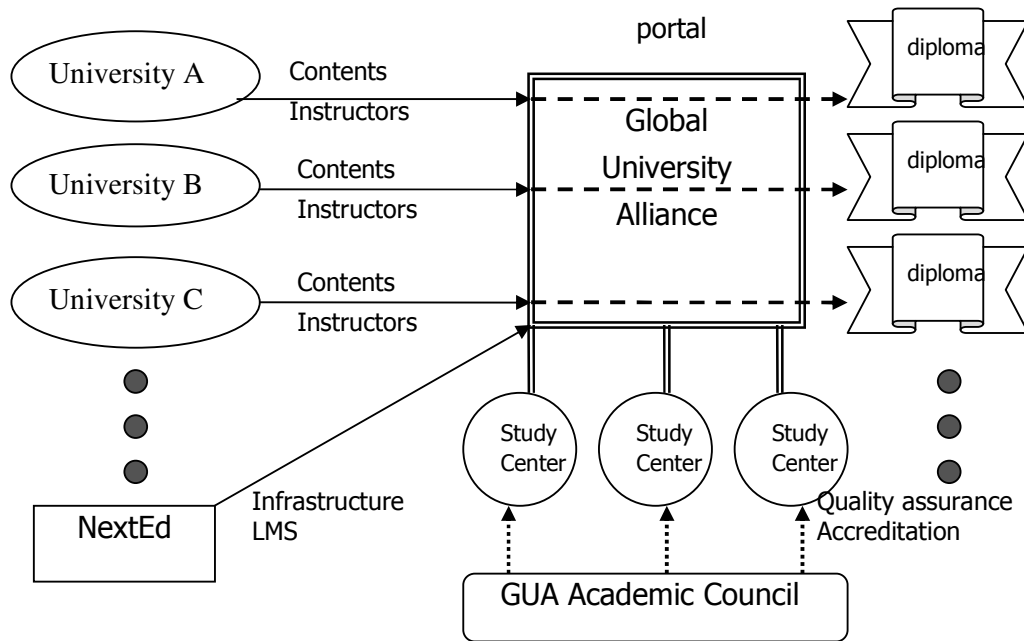 portal
University A
Contents
Instructors
diploma
Global
University
Alliance
University B
Contents
Instructors
diploma
University C
Contents
Instructors
diploma
Study
Center
Study
Center
Study
Center
NextEd
Infrastructure
LMS
Quality assurance
Accreditation
GUA Academic Council